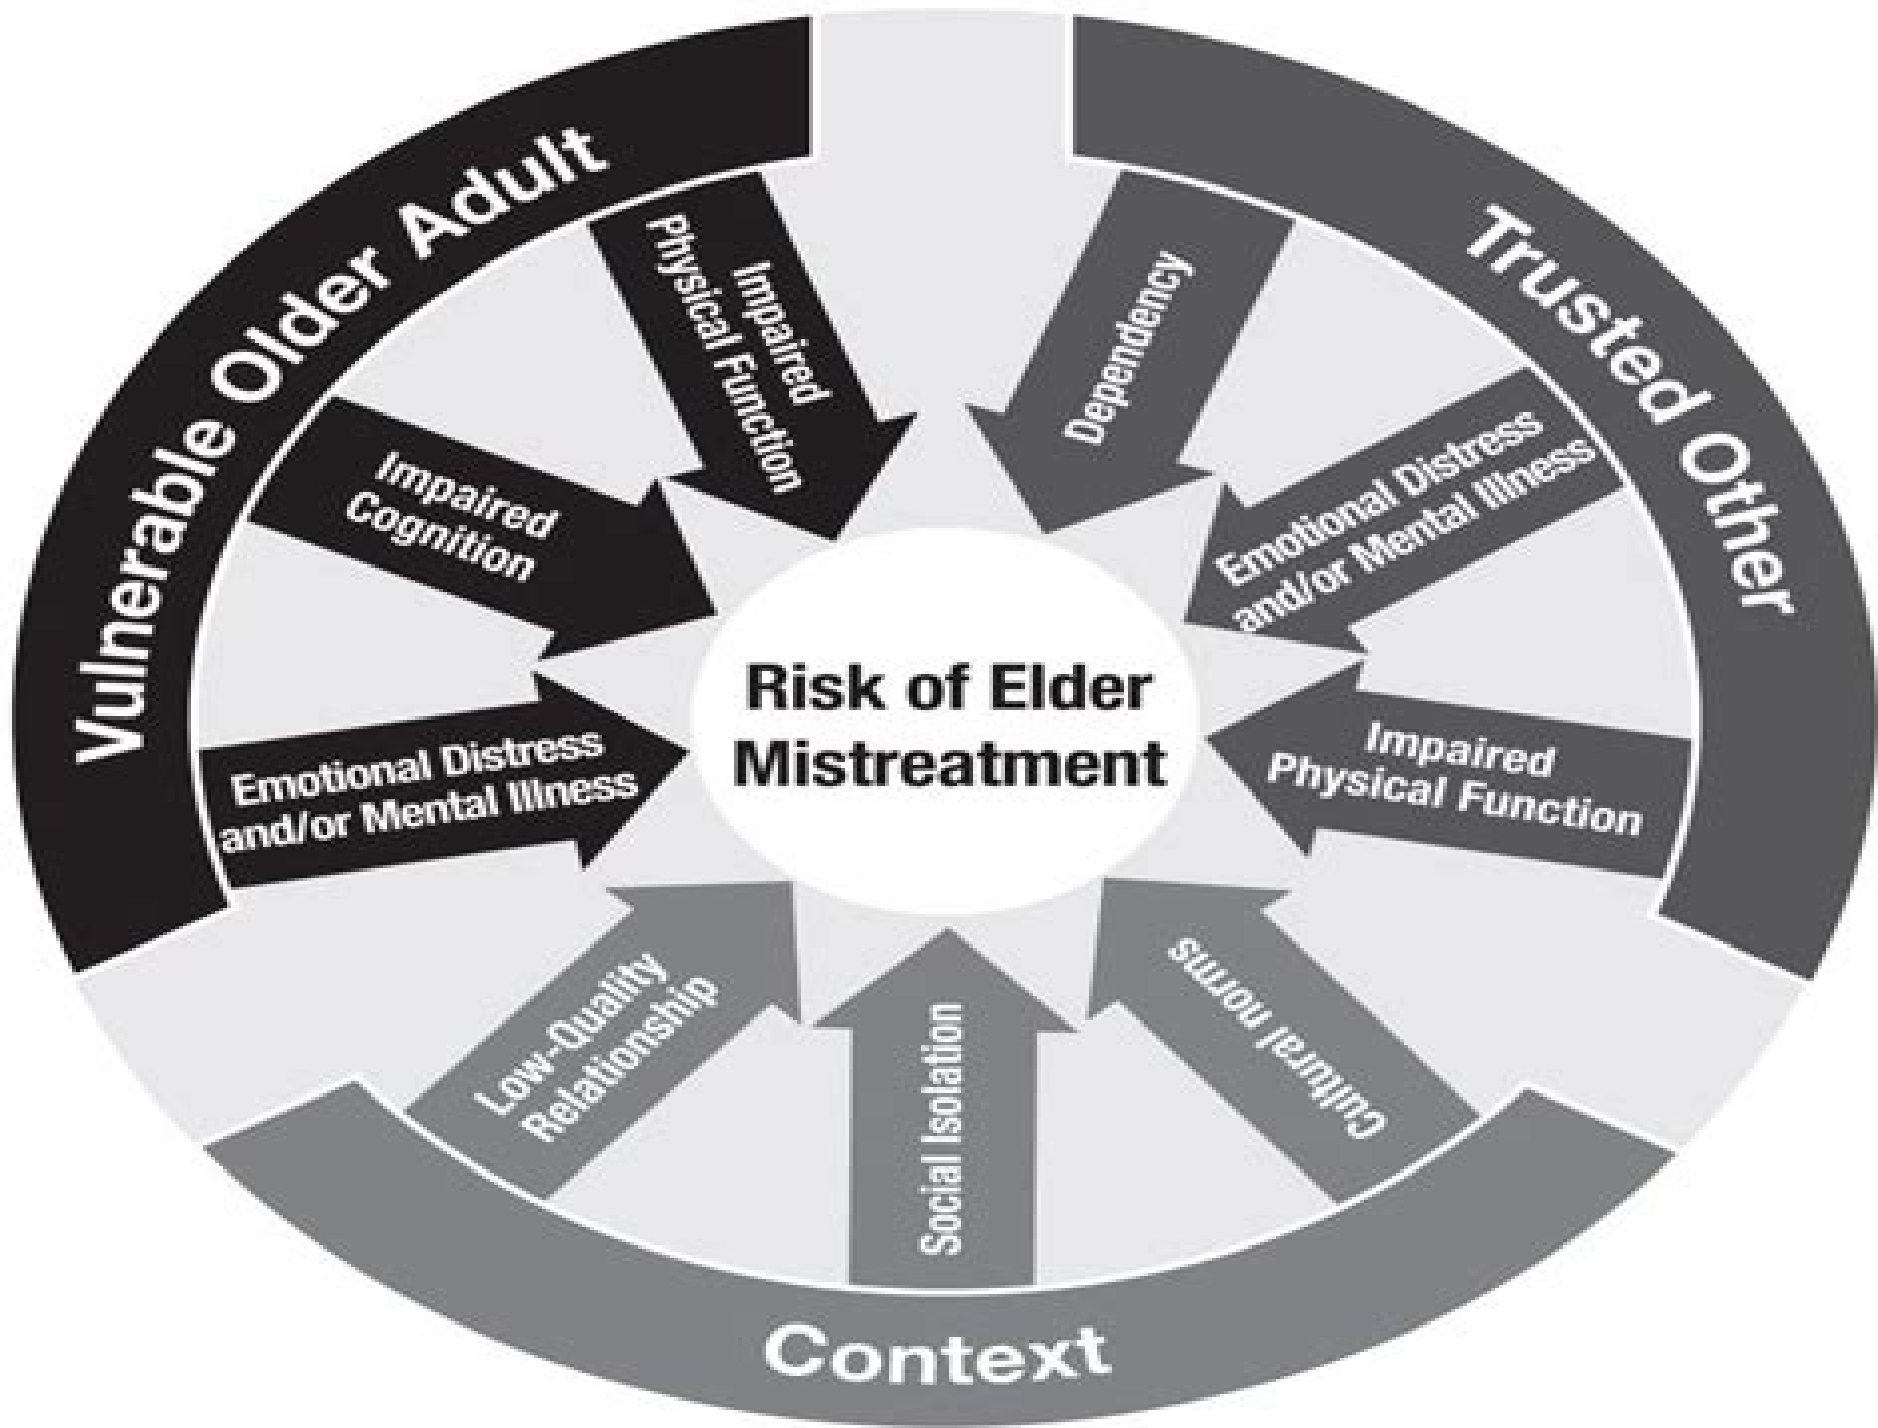 Vulnerable Older Adult
Impaired
Physical Function
Impaired
Cognition
Emotional Distress
and/or Mental Illness
Trusted Other
Dependency
Emotional Distress
and/or Mental Illness
Impaired
Physical Function
Risk of Elder
Mistreatment
Low-Quality
Relationship
Social Isolation
Cultural norms
Context